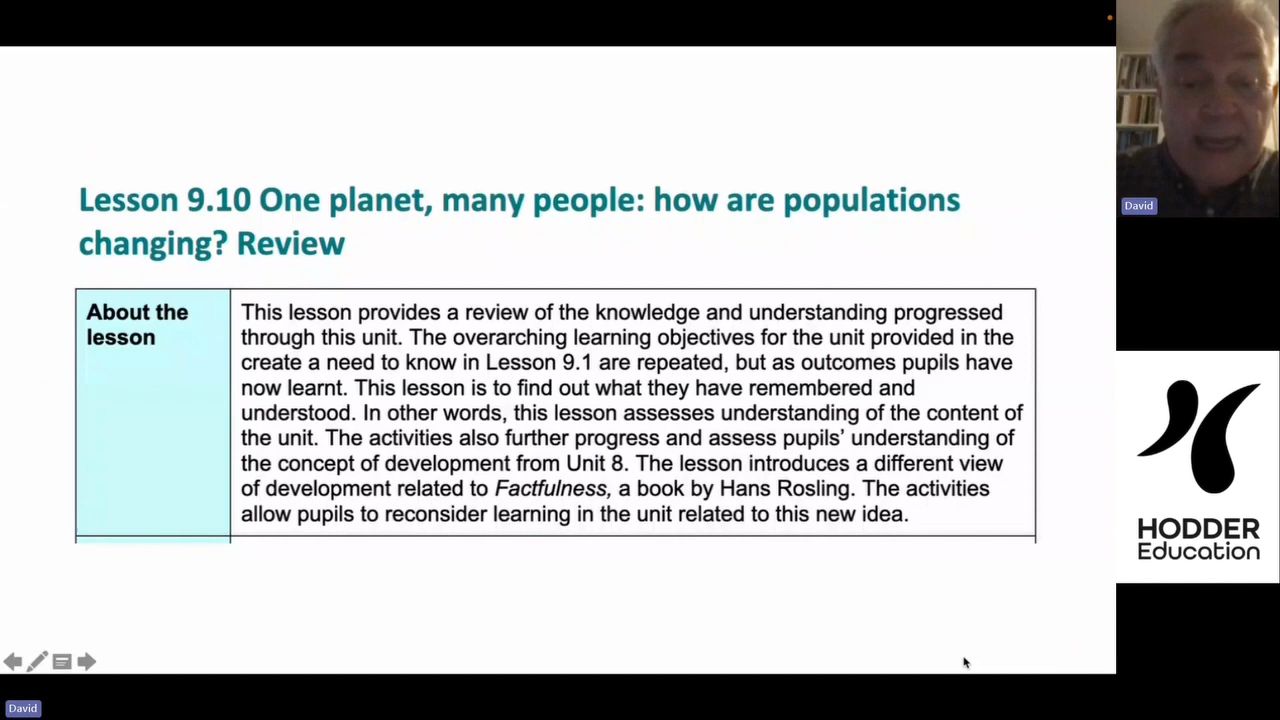 Lesson 9.10 One planet, many people: how are populations
changing? Review
About the
lesson
This lesson provides a review of the knowledge and understanding progressed
through this unit. The overarching learning objectives for the unit provided in the
create a need to know in Lesson 9.1 are repeated, but as outcomes pupils have
now learnt. This lesson is to find out what they have remembered and
understood. In other words, this lesson assesses understanding of the content of
the unit. The activities also further progress and assess pupils' understanding of
the concept of development from Unit 8. The lesson introduces a different view
of development related to Factfulness, a book by Hans Rosling. The activities
allow pupils to reconsider learning in the unit related to this new idea.
David
HODDER
Education
David